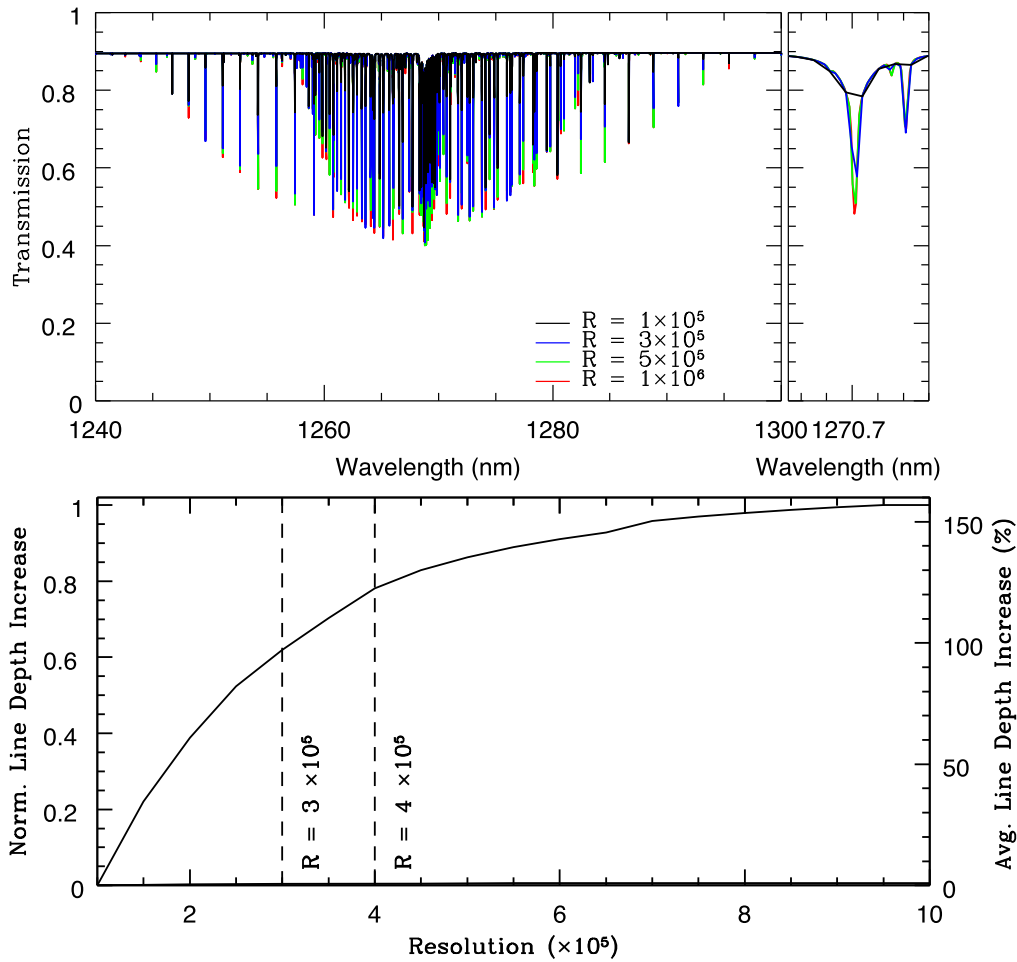 1
0.8
0.6
0.4
0.2
0
Transmission
R = 1×10⁵
R = 3×10⁵
R = 5×10⁵
R = 1×10⁶
1240 1260 1280 1300 1270.7
Wavelength (nm) Wavelength (nm)
1
0.8
0.6
0.4
0.2
0
Norm. Line Depth Increase
R = 3 ×10⁵
R = 4 ×10⁵
150
100
50
0
Avg. Line Depth Increase (%)
2 4 6 8 10
Resolution (×10⁵)